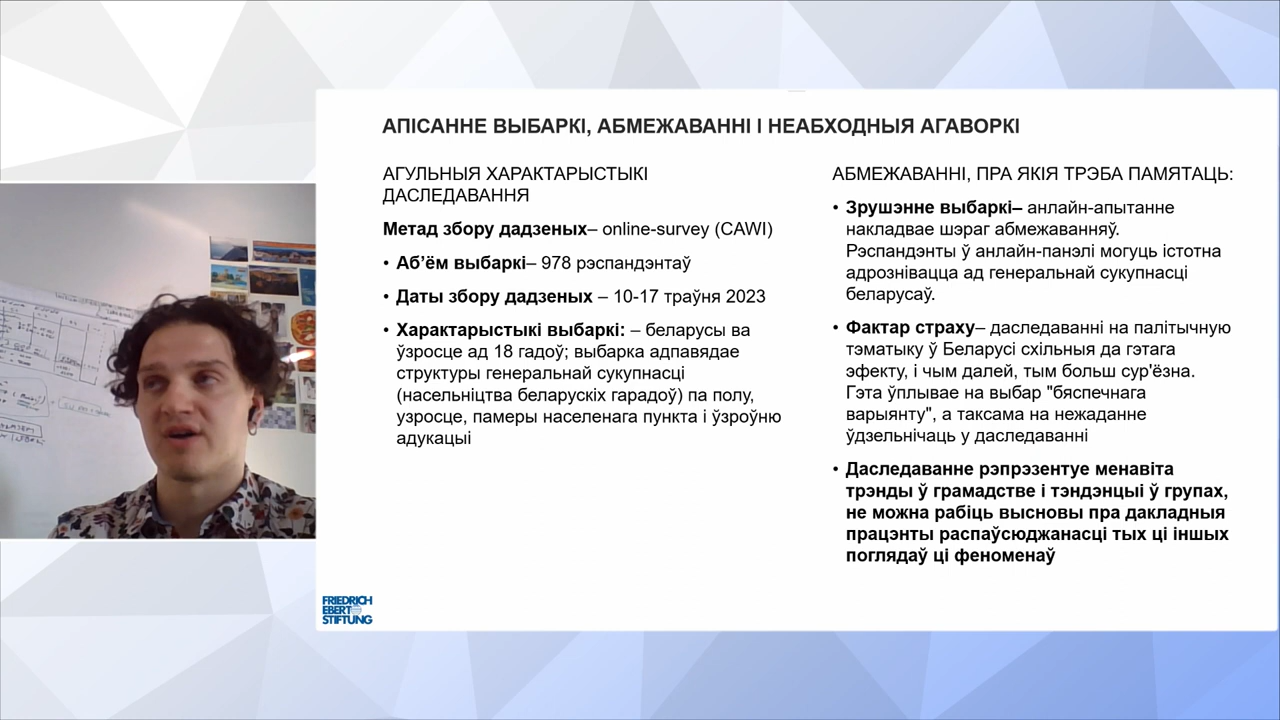 АПІСАННЕ ВЫБАРКІ, АБМЕЖАВАННІ І НЕАБХОДНЫЯ АГАВОРКІ
АГУЛЬНЫЯ ХАРАКТАРЫСТЫКІ
ДАСЛЕДАВАННЯ
Метад збору дадзеных– online-survey (CAWI)
• Аб’ём выбаркі– 978 рэспандэнтаў
• Даты збору дадзеных – 10-17 траўня 2023
• Характарыстыкі выбаркі: – беларусы ва
ўзросце ад 18 гадоў; выбарка адпавядае
структуры генеральнай сукупнасці
(насельніцтва беларускіх гарадоў) па полу,
узросце, памеры населенага пункта і ўзроўню
адукацыі
АБМЕЖАВАННІ, ПРА ЯКІЯ ТРЭБА ПАМЯТАЦЬ:
• Зрушэнне выбаркі– анлайн-апытанне
накладвае шэраг абмежаванняў.
Рэспандэнты ў анлайн-панэлі могуць істотна
адрознівацца ад генеральнай сукупнасці
беларусаў.
• Фактар страху– даследаванні на палітычную
тэматыку ў Беларусі схільныя да гэтага
эфекту, і чым далей, тым больш сур'ёзна.
Гэта ўплывае на выбар "бяспечнага
варыянту", а таксама на нежаданне
ўдзельнічаць у даследаванні
• Даследаванне рэпрэзентуе менавіта
трэнды ў грамадстве і тэндэнцыі ў групах,
не можна рабіць высновы пра дакладныя
працэнты распаўсюджанасці тых ці іншых
поглядаў ці феноменаў
FRIEDRICH
EBERT
STIFTUNG